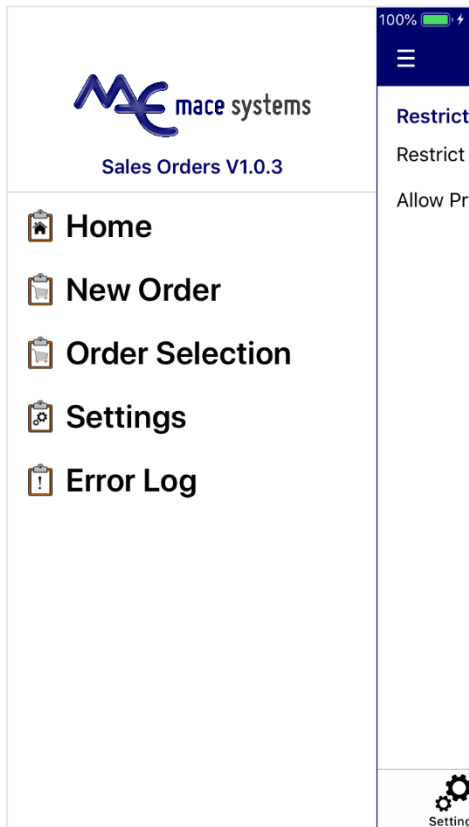 100%
MAE mace systems
Sales Orders V1.0.3
Home
New Order
Order Selection
Settings
Error Log
Restrict
Restrict
Allow Pr
Setting